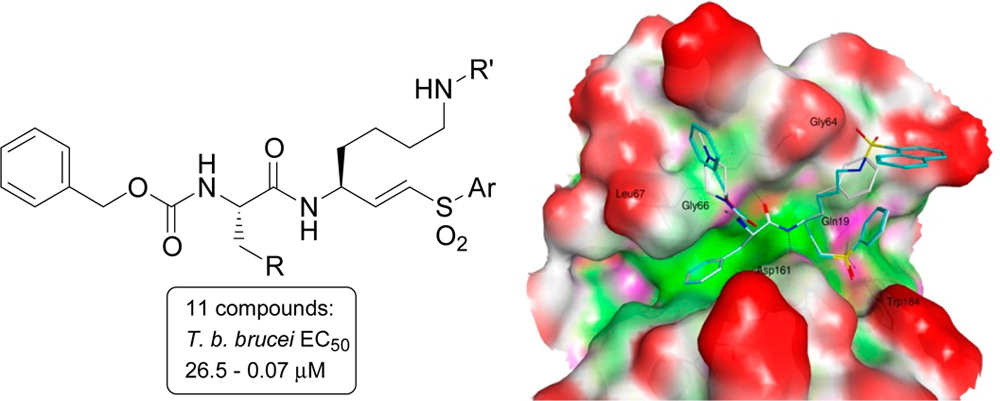 HN
R'
O
H
N
O
O
N
H
S
O2
Ar
R
11 compounds:
T. b. brucei EC50
26.5 - 0.07 μM
Gly64
Leu67
Gly66
Gln19
Asp161
Trp184